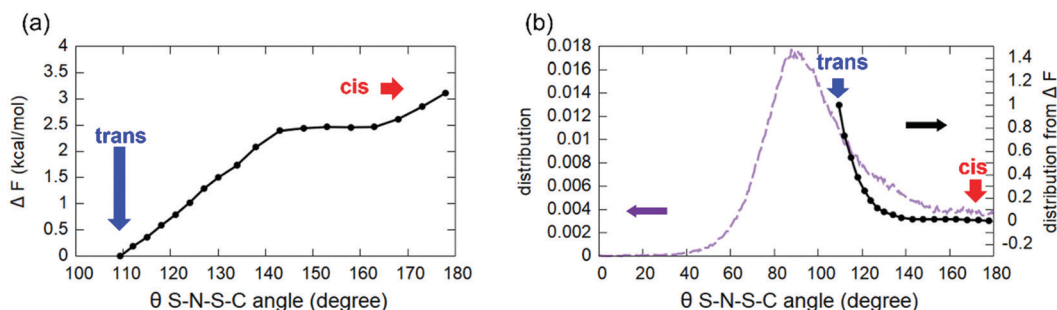 (a)
4
3.5
3
2.5
2
1.5
1
0.5
0
Δ F (kcal/mol)
trans
cis
100 110 120 130 140 150 160 170 180
θ S-N-S-C angle (degree)
(b)
0.018
0.016
0.014
0.012
0.01
0.008
0.006
0.004
0.002
0
distribution
trans
cis
1.4
1.2
1
0.8
0.6
0.4
0.2
0
-0.2
distribution from Δ F
0 20 40 60 80 100 120 140 160 180
θ S-N-S-C angle (degree)